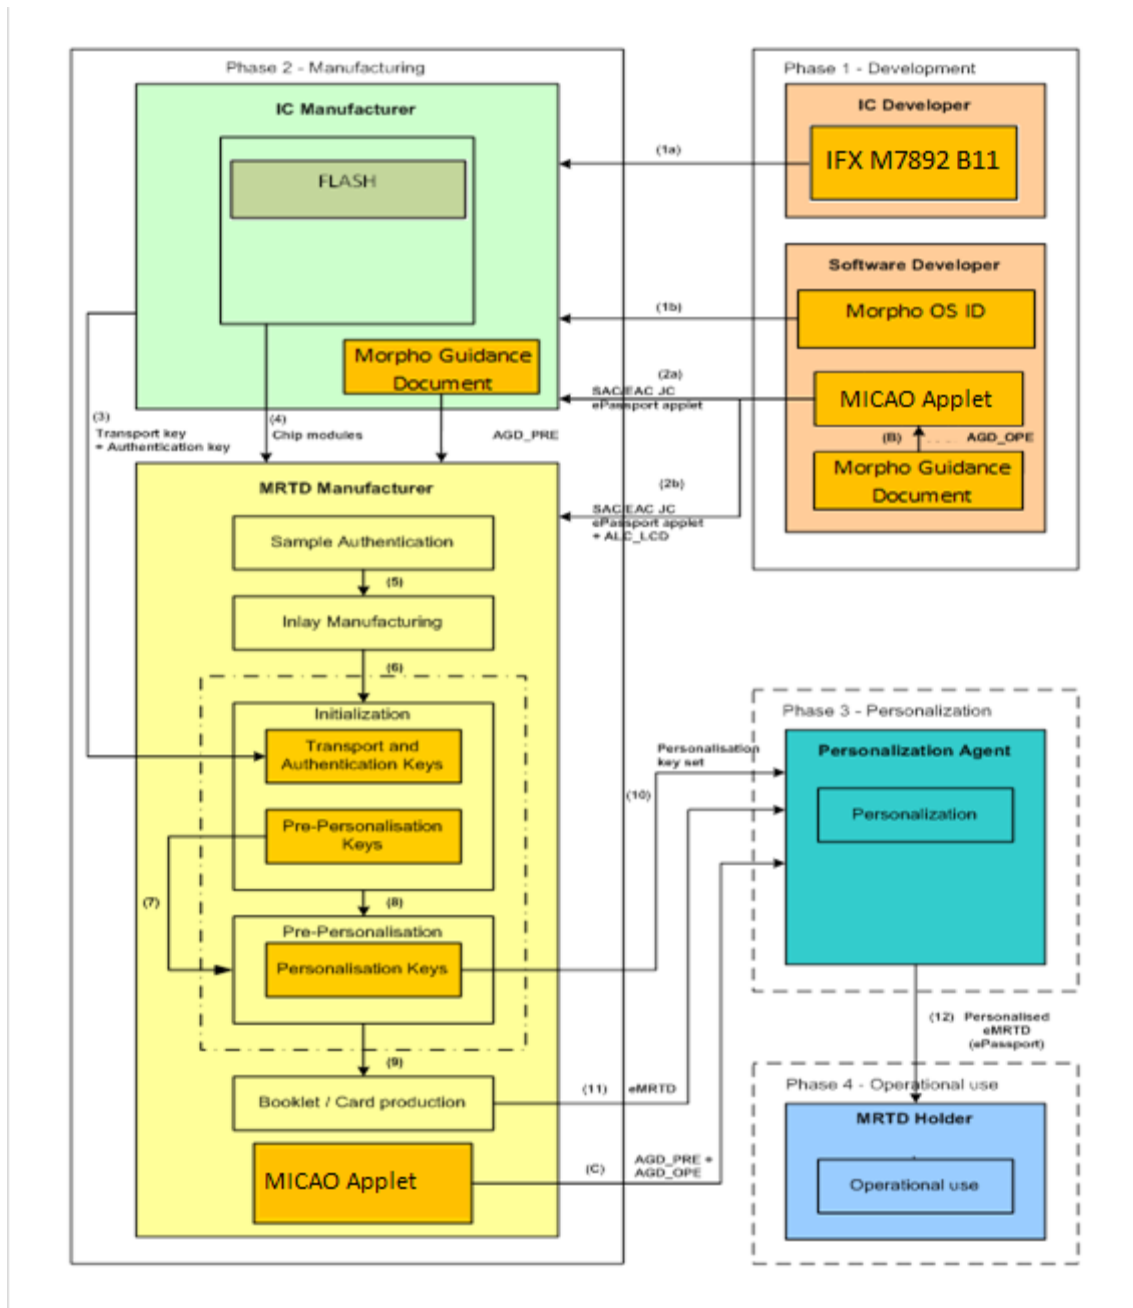 Phase 2 - Manufacturing
IC Manufacturer
FLASH
Morpho Guidance
Document
(3)
Transport key
+ Authentication key
(4)
Chip modules
AGD_PRE
MRTD Manufacturer
Sample Authentication
(5)
Inlay Manufacturing
(6)
Initialization
Transport and
Authentication Keys
Pre-Personalisation
Keys
(7)
(8)
Pre-Personalisation
Personalisation Keys
(9)
Booklet / Card production
MICAO Applet
(1a)
(1b)
(2a)
SAC/EAC JC
ePassport applet
(2b)
SAC/EAC JC
ePassport applet
+ ALC_LCD
Phase 1 - Development
IC Developer
IFX M7892 B11
Software Developer
Morpho OS ID
MICAO Applet
(B)
AGD_OPE
Morpho Guidance
Document
Personalisation
key set
(10)
(11)
eMRTD
(C)
AGD_PRE +
AGD_OPE
Phase 3 - Personalization
Personalization Agent
Personalization
(12) Personalised
eMRTD
(ePassport)
Phase 4 - Operational use
MRTD Holder
Operational use